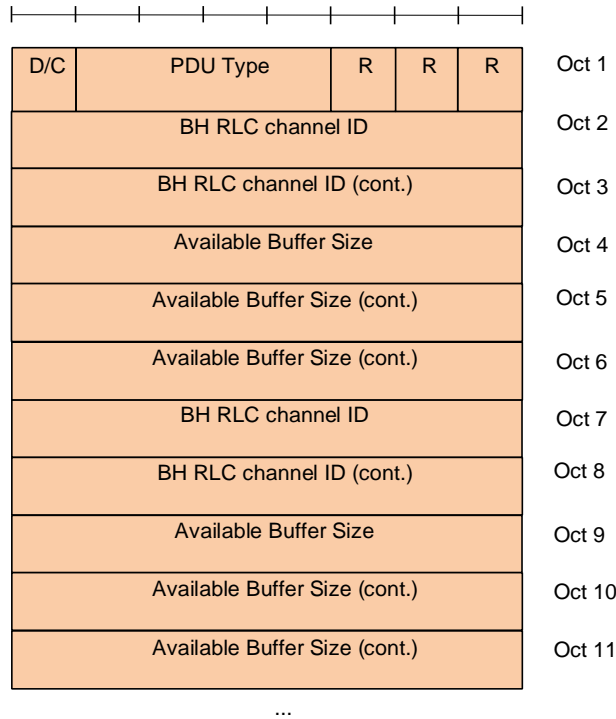 D/C PDU Type R R R Oct 1
BH RLC channel ID Oct 2
BH RLC channel ID (cont.) Oct 3
Available Buffer Size Oct 4
Available Buffer Size (cont.) Oct 5
Available Buffer Size (cont.) Oct 6
BH RLC channel ID Oct 7
BH RLC channel ID (cont.) Oct 8
Available Buffer Size Oct 9
Available Buffer Size (cont.) Oct 10
Available Buffer Size (cont.) Oct 11
...